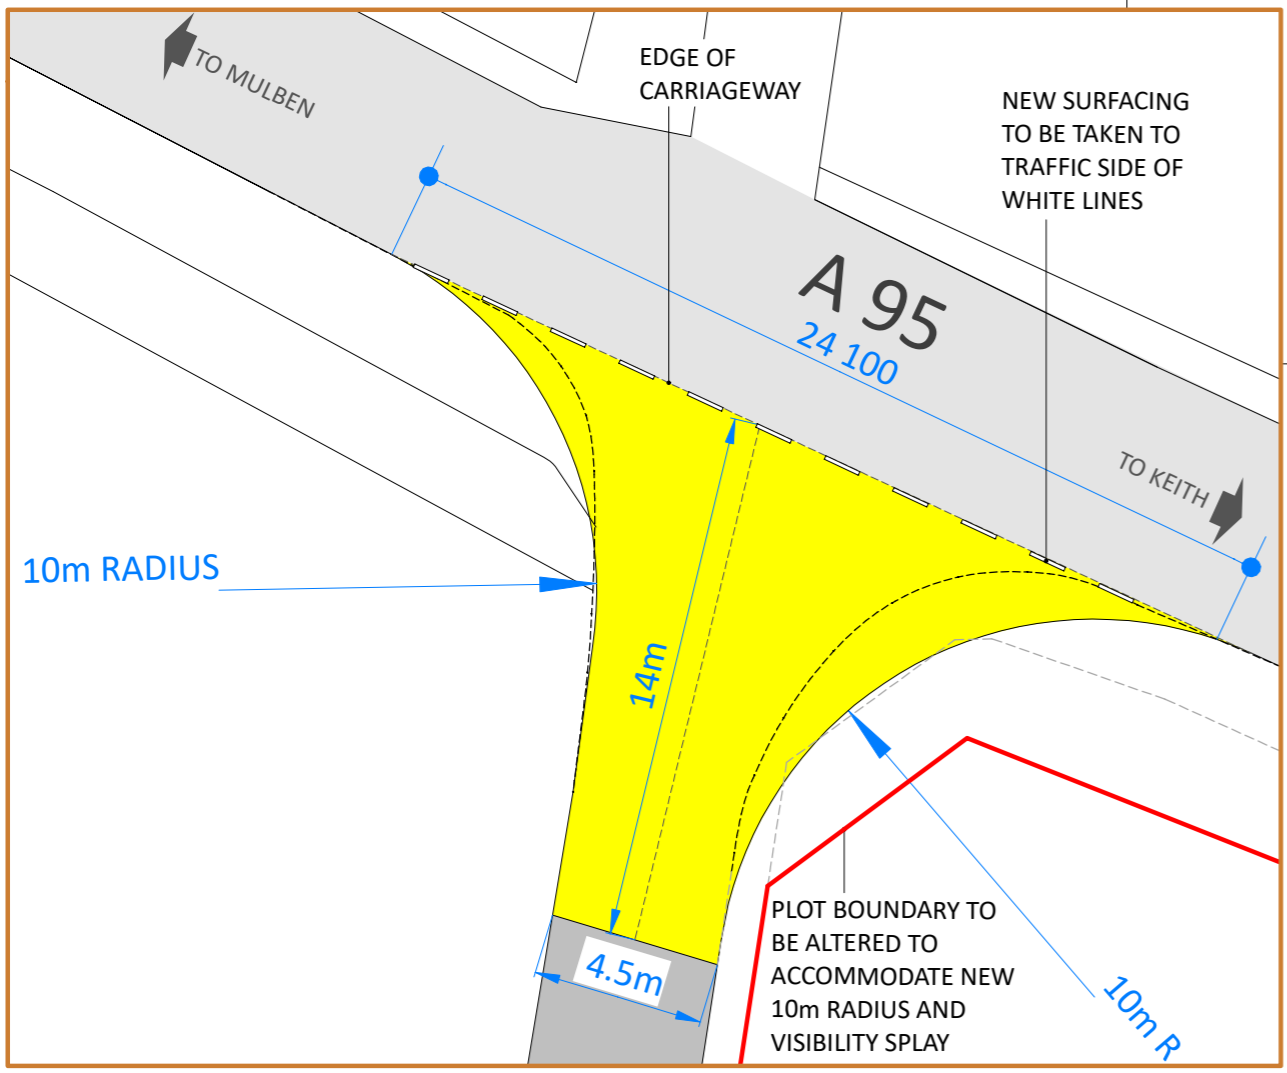 TO MULBEN
EDGE OF
CARRIAGEWAY
NEW SURFACING
TO BE TAKEN TO
TRAFFIC SIDE OF
WHITE LINES
A 95
24 100
TO KEITH
10m RADIUS
14m
4.5m
PLOT BOUNDARY TO
BE ALTERED TO
ACCOMMODATE NEW
10m RADIUS AND
VISIBILITY SPLAY
10m R